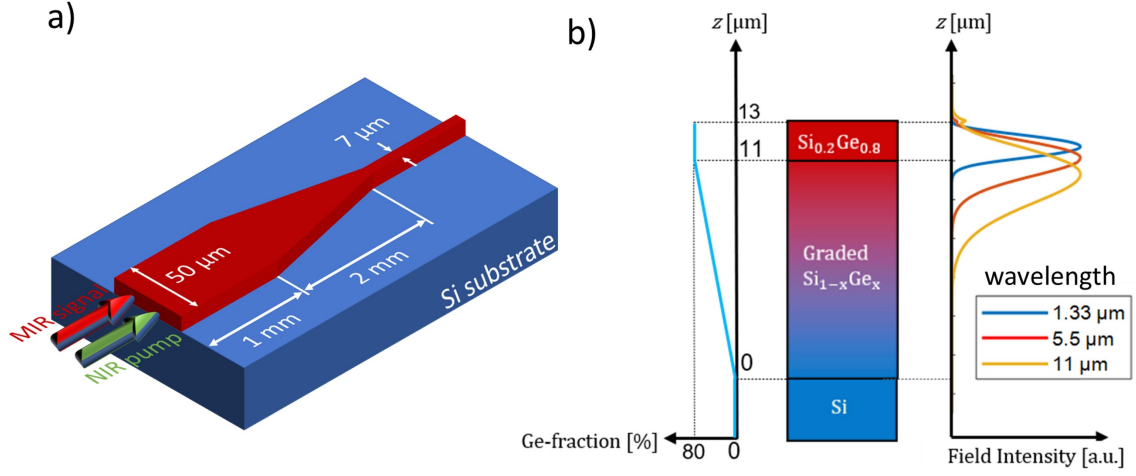 a)
7 µm
50 µm
2 mm
1 mm
Si substrate
MIR signal
NIR pump
b)
z [µm]
z [µm]
13
11
0
Si₀.₂Ge₀.₈
Graded
Si₁₋ₓGeₓ
Si
Ge-fraction [%]
80
0
wavelength
1.33 µm
5.5 µm
11 µm
Field Intensity [a.u.]